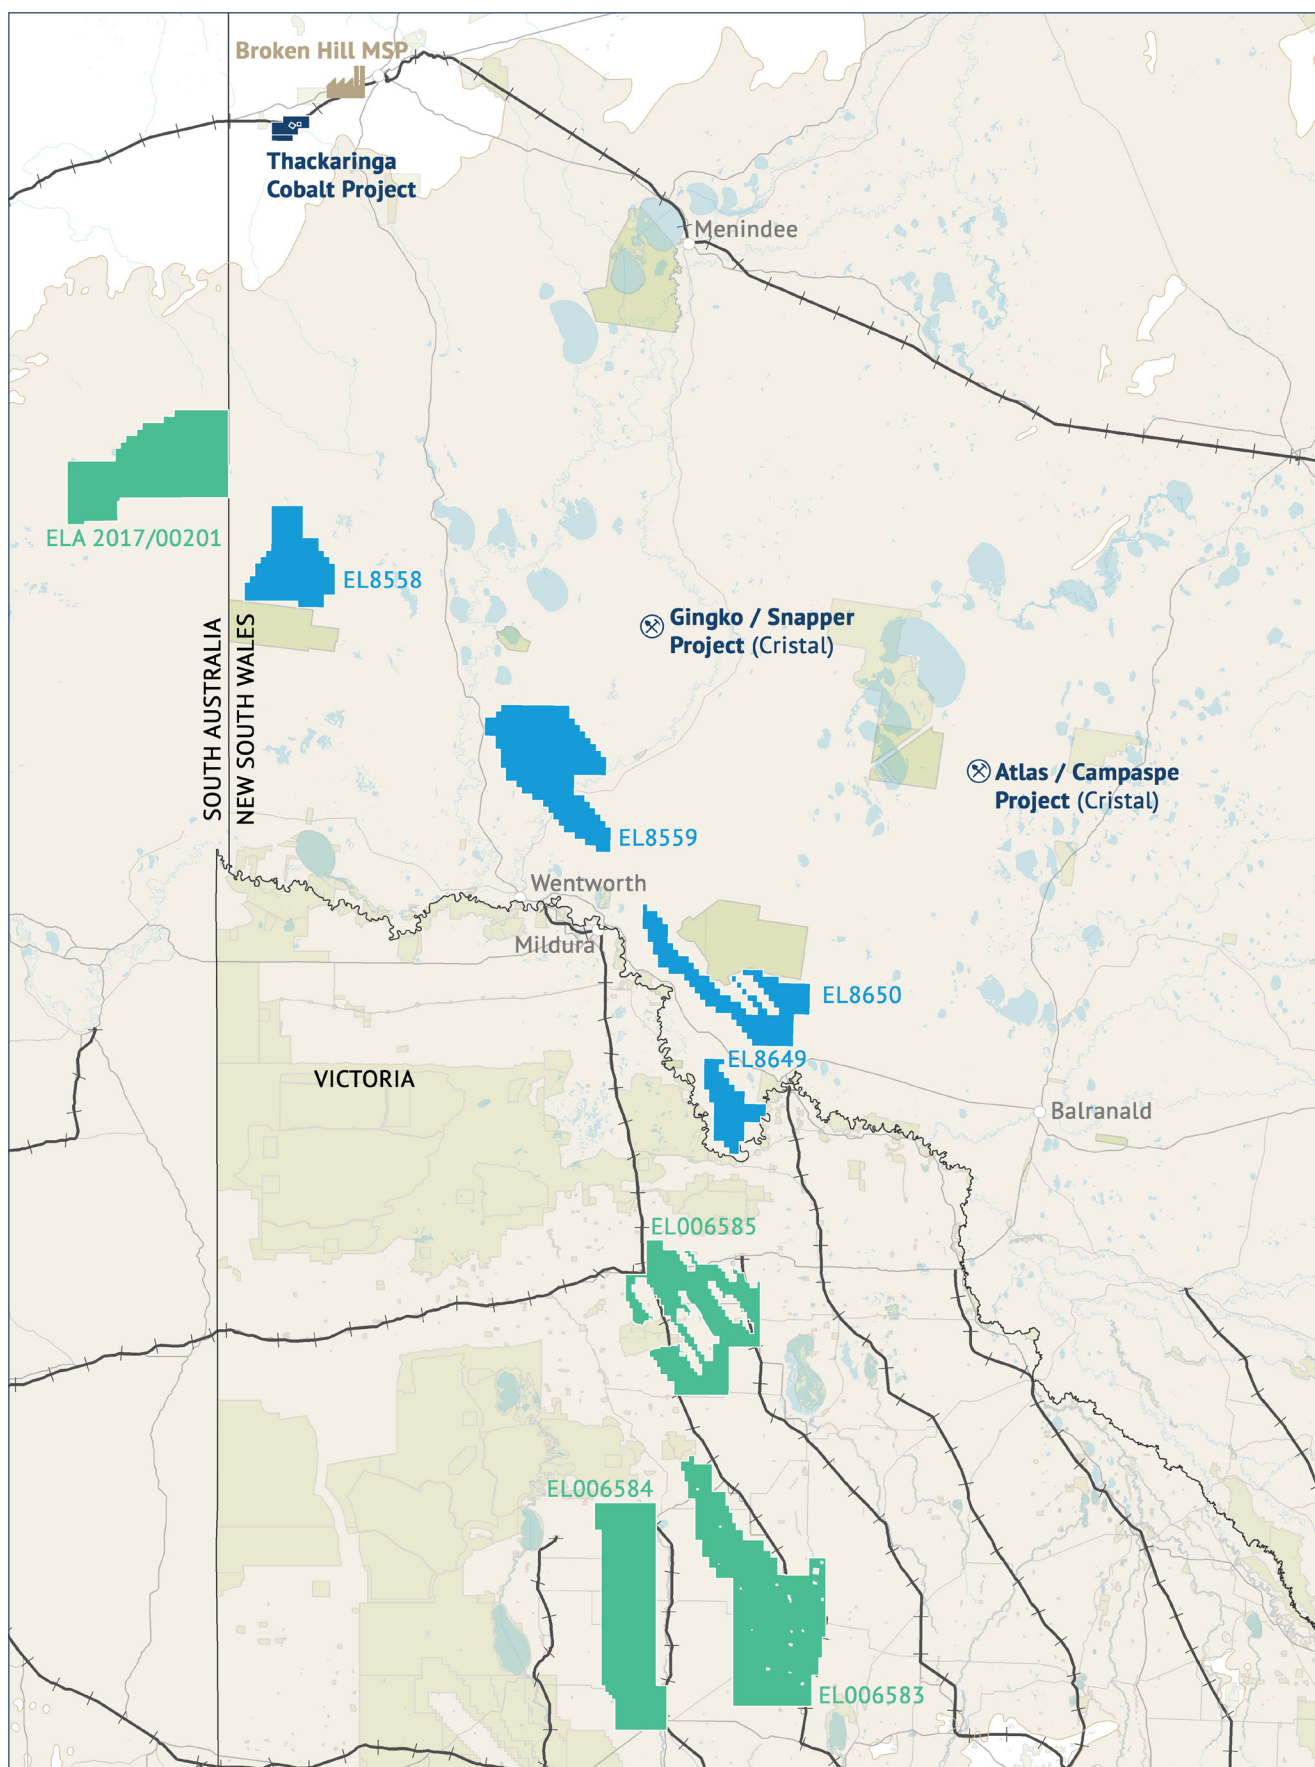 Broken Hill MSP
Thackaringa
Cobalt Project
Menindee
ELA 2017/00201
EL8558
Gingko / Snapper
Project (Cristal)
SOUTH AUSTRALIA
NEW SOUTH WALES
Atlas / Campaspe
Project (Cristal)
EL8559
Wentworth
Mildura
EL8650
EL8649
VICTORIA
Balranald
EL006585
EL006584
EL006583